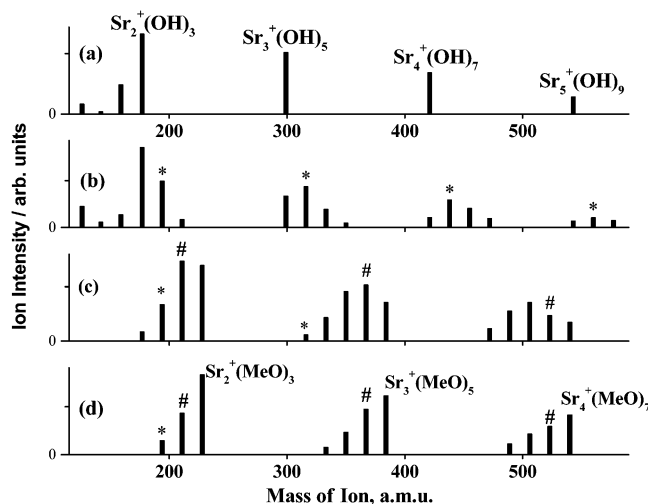 Ion Intensity / arb. units
(a)
Sr₂⁺(OH)₃
Sr₃⁺(OH)₅
Sr₄⁺(OH)₇
Sr₅⁺(OH)₉
0
200 300 400 500
(b)
* * * *
0
(c)
* # * # #
0
(d)
* # # #
Sr₂⁺(MeO)₃
Sr₃⁺(MeO)₅
Sr₄⁺(MeO)₇
0
200 300 400 500
Mass of Ion, a.m.u.